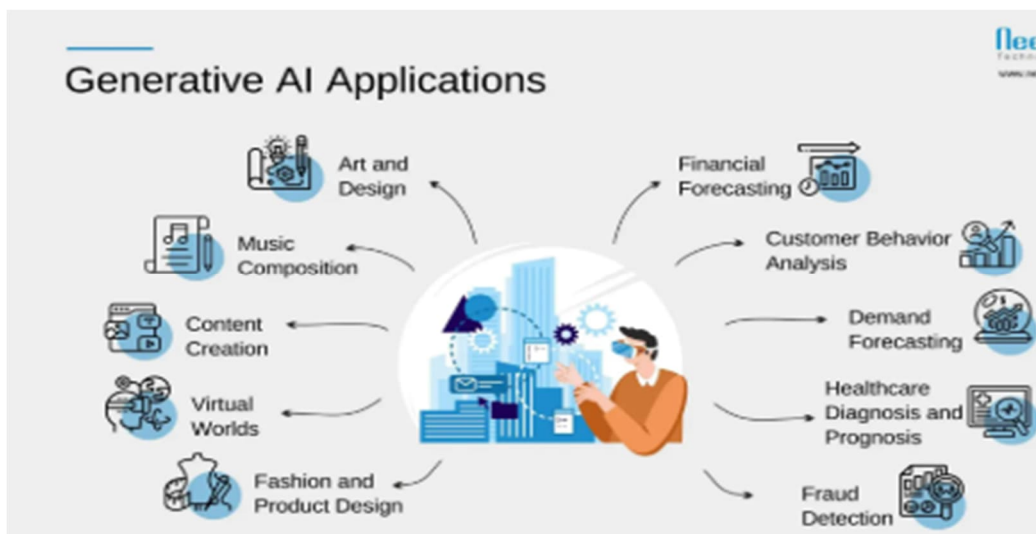 Generative AI Applications
Art and
Design
Music
Composition
Content
Creation
Virtual
Worlds
Fashion and
Product Design
Financial
Forecasting
Customer Behavior
Analysis
Demand
Forecasting
Healthcare
Diagnosis and
Prognosis
Fraud
Detection